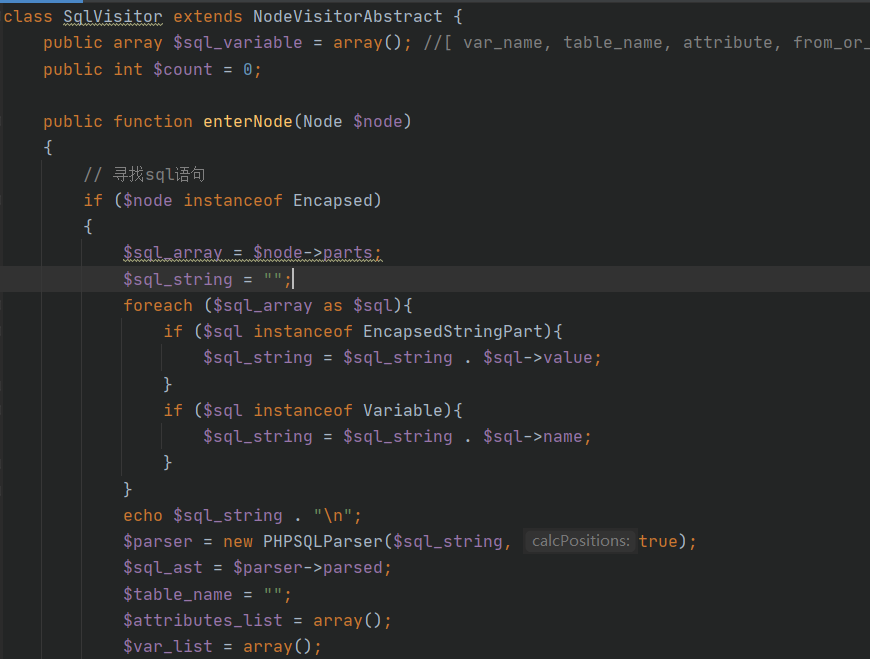 class SqlVisitor extends NodeVisitorAbstract {
public array $sql_variable = array(); //[ var_name, table_name, attribute, from_or_
public int $count = 0;
public function enterNode(Node $node)
{
// 寻找sql语句
if ($node instanceof Encapsed)
{
$sql_array = $node->parts;
$sql_string = "";
foreach ($sql_array as $sql){
if ($sql instanceof EncapsedStringPart){
$sql_string = $sql_string . $sql->value;
}
if ($sql instanceof Variable){
$sql_string = $sql_string . $sql->name;
}
}
echo $sql_string . "\n";
$parser = new PHPSQLParser($sql_string, calcPositions: true);
$sql_ast = $parser->parsed;
$table_name = "";
$attributes_list = array();
$var_list = array();